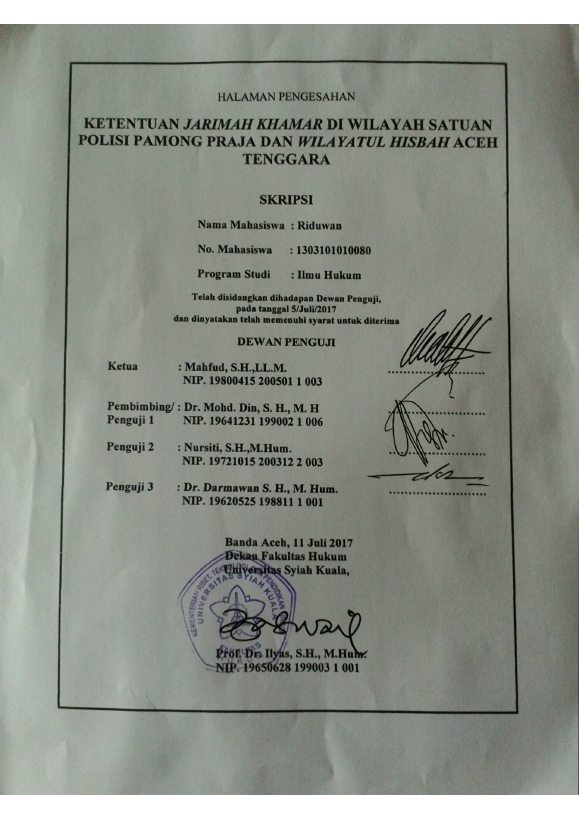 HALAMAN PENGESAHAN
KETENTUAN JARIMAH KHAMAR DI WILAYAH SATUAN
POLISI PAMONG PRAJA DAN WILAYATUL HISBAH ACEH
TENGGARA
SKRIPSI
Nama Mahasiswa : Riduwan
No. Mahasiswa : 1303101010080
Program Studi : Ilmu Hukum
Telah disidangkan dihadapan Dewan Penguji,
pada tanggal 5/Juli/2017
dan dinyatakan telah memenuhi syarat untuk diterima
DEWAN PENGUJI
Ketua : Mahfud, S.H.,LL.M.
NIP. 19800415 200501 1 003
Pembimbing/ : Dr. Mohd. Din, S. H., M. H
Penguji 1 NIP. 19641231 199002 1 006
Penguji 2 : Nursiti, S.H.,M.Hum.
NIP. 19721015 200312 2 003
Penguji 3 : Dr. Darmawan S. H., M. Hum.
NIP. 19620525 198811 1 001
Banda Aceh, 11 Juli 2017
Dekan Fakultas Hukum
Universitas Syiah Kuala,
UNIVERSITAS SYIAH KUALA
Prof. Dr. Ilyas, S.H., M.Hum.
NIP. 19650628 199003 1 001